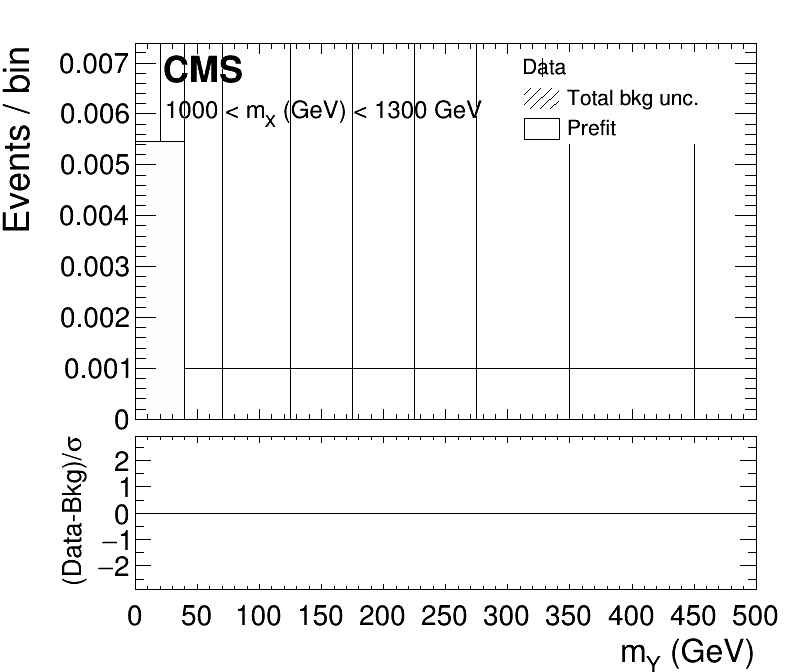 Events / bin
0.007
0.006
0.005
0.004
0.003
0.002
0.001
0
CMS
1000 < mX (GeV) < 1300 GeV
Data
Total bkg unc.
Prefit
(Data-Bkg)/σ
2
1
0
−1
−2
0 50 100 150 200 250 300 350 400 450 500
mY (GeV)